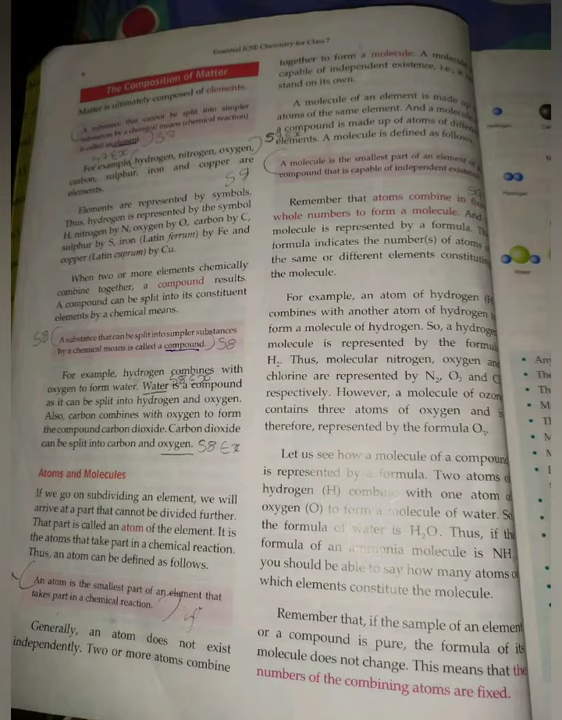 Essential ICSE Chemistry for Class 7
The Composition of Matter
Matter is ultimately composed of elements.
A substance that cannot be split into simpler
substances by a chemical means (chemical reaction)
is called an element.
For example, hydrogen, nitrogen, oxygen,
carbon, sulphur, iron and copper are
elements.
S9
Elements are represented by symbols.
Thus, hydrogen is represented by the symbol
H, nitrogen by N, oxygen by O, carbon by C,
sulphur by S, iron (Latin ferrum) by Fe and
copper (Latin cuprum) by Cu.
When two or more elements chemically
combine together, a compound results.
A compound can be split into its constituent
elements by a chemical means.
S8
A substance that can be split into simpler substances
by a chemical means is called a compound. S8
For example, hydrogen combines with
oxygen to form water. Water is a compound
as it can be split into hydrogen and oxygen.
Also, carbon combines with oxygen to form
the compound carbon dioxide. Carbon dioxide
can be split into carbon and oxygen. S8
Atoms and Molecules
If we go on subdividing an element, we will
arrive at a part that cannot be divided further.
That part is called an atom of the element. It is
the atoms that take part in a chemical reaction.
Thus, an atom can be defined as follows.
An atom is the smallest part of an element that
takes part in a chemical reaction.
Generally, an atom does not exist
independently. Two or more atoms combine
together to form a molecule. A molecule
capable of independent existence, i.e., it
stand on its own.
A molecule of an element is made up
atoms of the same element. And a molecule
a compound is made up of atoms of
elements. A molecule is defined as follows.
A molecule is the smallest part of an element or
compound that is capable of independent
Remember that atoms combine in
whole numbers to form a molecule. And
molecule is represented by a formula.
formula indicates the number(s) of atoms
the same or different elements
the molecule.
For example, an atom of hydrogen (H
combines with another atom of hydrogen
form a molecule of hydrogen. So, a
molecule is represented by the
H₂. Thus, molecular nitrogen, oxygen and
chlorine are represented by N₂, O₂ and C
respectively. However, a molecule of
contains three atoms of oxygen and
therefore, represented by the formula O₃.
Let us see how a molecule of a compound
is represented by a formula. Two atoms
hydrogen (H) combine with one atom
oxygen (O) to form a molecule of water. So
the formula of water is H₂O. Thus, if the
formula of an ammonia molecule is NH
you should be able to say how many atoms
which elements constitute the molecule.
Remember that, if the sample of an element
or a compound is pure, the formula of its
molecule does not change. This means that the
numbers of the combining atoms are fixed.
Hydrogen
Water